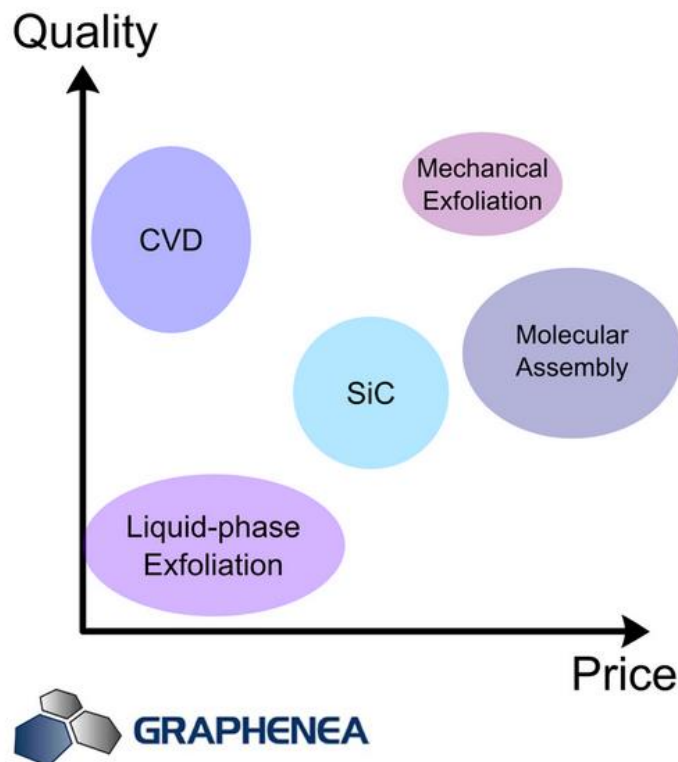 Quality
CVD
Mechanical
Exfoliation
Molecular
Assembly
SiC
Liquid-phase
Exfoliation
Price
GRAPHENEA